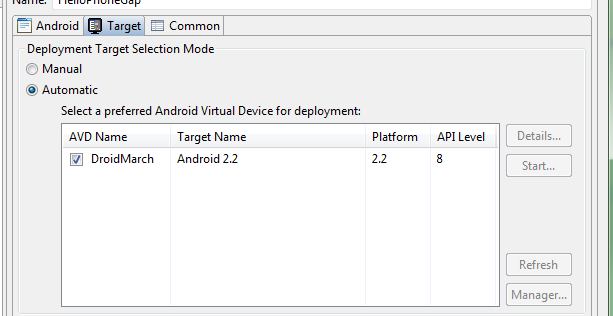 Name: HelloPhoneGap
Android Target Common
Deployment Target Selection Mode
Manual
Automatic
Select a preferred Android Virtual Device for deployment:
AVD Name Target Name Platform API Level Details...
DroidMarch Android 2.2 2.2 8 Start...
Refresh
Manager...